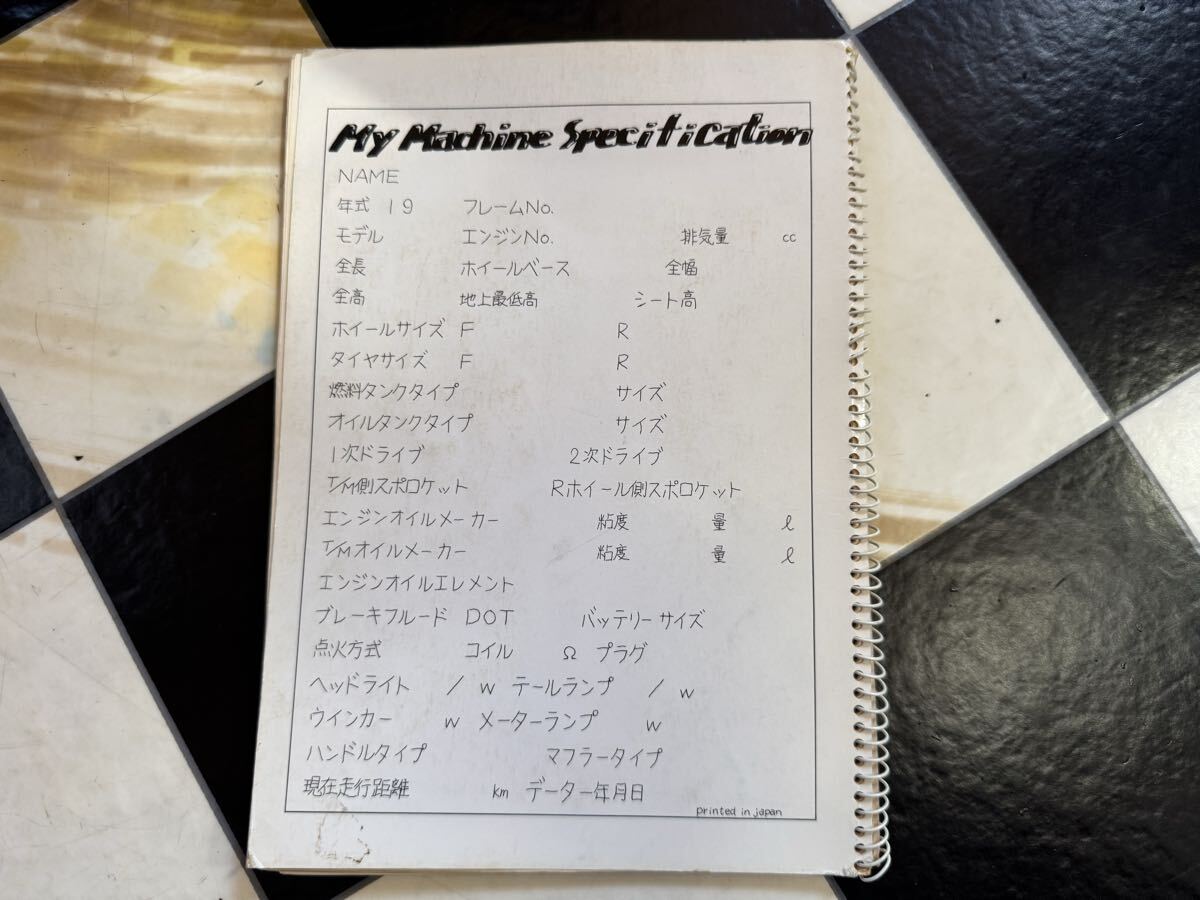 My Machine Specification
NAME
年式 19 フレームNo.
モデル エンジンNo. 排気量 cc
全長 ホイールベース 全幅
全高 地上最低高 シート高
ホイールサイズ F R
タイヤサイズ F R
燃料タンクタイプ サイズ
オイルタンクタイプ サイズ
1次ドライブ 2次ドライブ
T/M側スポロケット Rホイール側スポロケット
エンジンオイルメーカー 粘度 量 ℓ
T/Mオイルメーカー 粘度 量 ℓ
エンジンオイルエレメント
ブレーキフルード DOT バッテリーサイズ
点火方式 コイル Ω プラグ
ヘッドライト / w テールランプ / w
ウインカー w メーターランプ w
ハンドルタイプ マフラータイプ
現在走行距離 km データー年月日
printed in japan